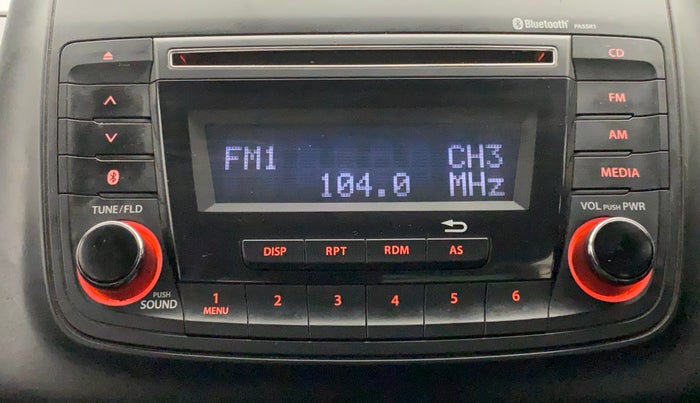 Bluetooth PASSH1
CD
FM
AM
MEDIA
FM1 CH3
104.0 MHz
TUNE/FLD
VOL PUSH PWR
DISP RPT RDM AS
PUSH SOUND
1 2 3 4 5 6
MENU